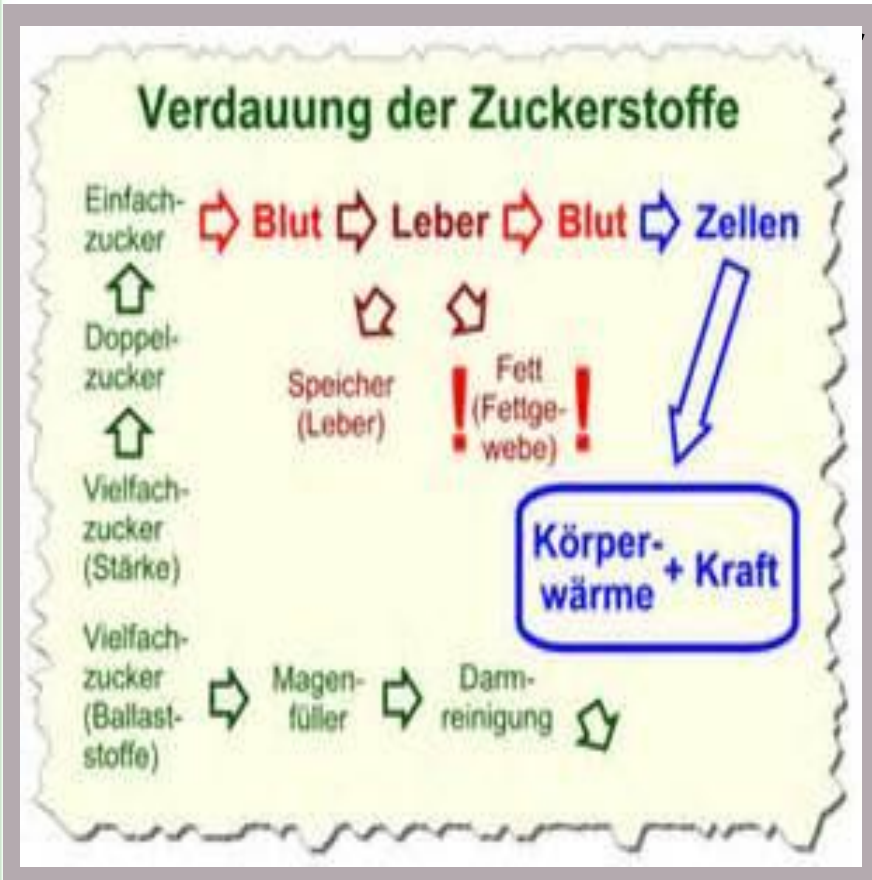 Verdauung der Zuckerstoffe
Einfach-
zucker
Blut
Leber
Blut
Zellen
Doppel-
zucker
Speicher
(Leber)
! Fett !
(Fettge-
webe)
Vielfach-
zucker
(Stärke)
Körper-
wärme + Kraft
Vielfach-
zucker
(Ballast-
stoffe)
Magen-
füller
Darm-
reinigung